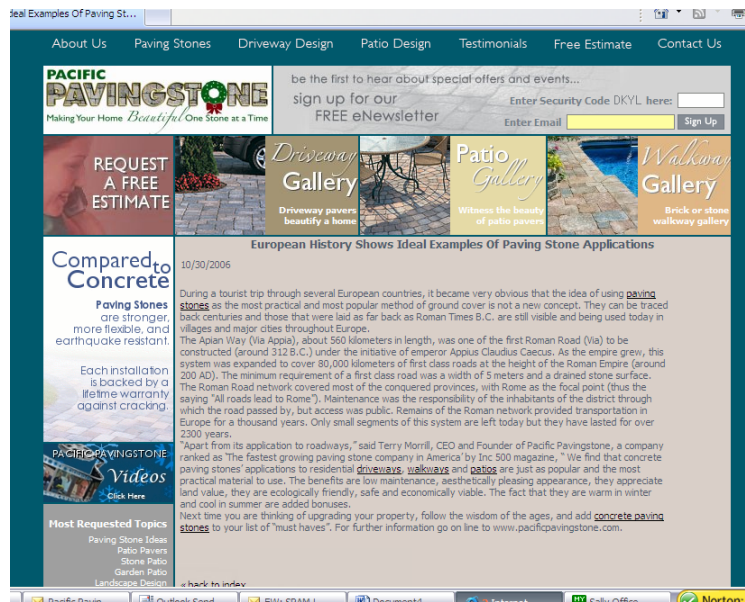 deal Examples Of Paving St...
About Us Paving Stones Driveway Design Patio Design Testimonials Free Estimate Contact Us
PACIFIC
PAVINGSTONE
Making Your Home Beautiful One Stone at a Time
be the first to hear about special offers and events...
sign up for our
FREE eNewsletter
Enter Security Code DKYL here:
Enter Email
Sign Up
REQUEST
A FREE
ESTIMATE
Driveway
Gallery
Driveway pavers
beautify a home
Patio
Gallery
Witness the beauty
of patio pavers
Walkway
Gallery
Brick or stone
walkway gallery
Compared to
Concrete
Paving Stones
are stronger,
more flexible, and
earthquake resistant.
Each installation
is backed by a
lifetime warranty
against cracking.
PACIFIC PAVINGSTONE
Videos
Click Here
Most Requested Topics
Paving Stone Ideas
Patio Pavers
Stone Patio
Garden Patio
Landscape Design
European History Shows Ideal Examples Of Paving Stone Applications
10/30/2006
During a tourist trip through several European countries, it became very obvious that the idea of using paving
stones as the most practical and most popular method of ground cover is not a new concept. They can be traced
back centuries and those that were laid as far back as Roman Times B.C. are still visible and being used today in
villages and major cities throughout Europe.
The Apian Way (Via Appia), about 560 kilometers in length, was one of the first Roman Road (Via) to be
constructed (around 312 B.C.) under the initiative of emperor Appius Claudius Caecus. As the empire grew, this
system was expanded to cover 80,000 kilometers of first class roads at the height of the Roman Empire (around
200 AD). The minimum requirement of a first class road was a width of 5 meters and a drained stone surface.
The Roman Road network covered most of the conquered provinces, with Rome as the focal point (thus the
saying "All roads lead to Rome"). Maintenance was the responsibility of the inhabitants of the district through
which the road passed by, but access was public. Remains of the Roman network provided transportation in
Europe for a thousand years. Only small segments of this system are left today but they have lasted for over
2300 years.
"Apart from its application to roadways," said Terry Morrill, CEO and Founder of Pacific Pavingstone, a company
ranked as 'The fastest growing paving stone company in America' by Inc 500 magazine, " We find that concrete
paving stones' applications to residential driveways, walkways and patios are just as popular and the most
practical material to use. The benefits are low maintenance, aesthetically pleasing appearance, they appreciate
land value, they are ecologically friendly, safe and economically viable. The fact that they are warm in winter
and cool in summer are added bonuses.
Next time you are thinking of upgrading your property, follow the wisdom of the ages, and add concrete paving
stones to your list of "must haves". For further information go on line to www.pacificpavingstone.com.
« back to index
Pacific Pavin... Outlook Send... FW: SPAM L... Document1 Internet Sally Office Norton